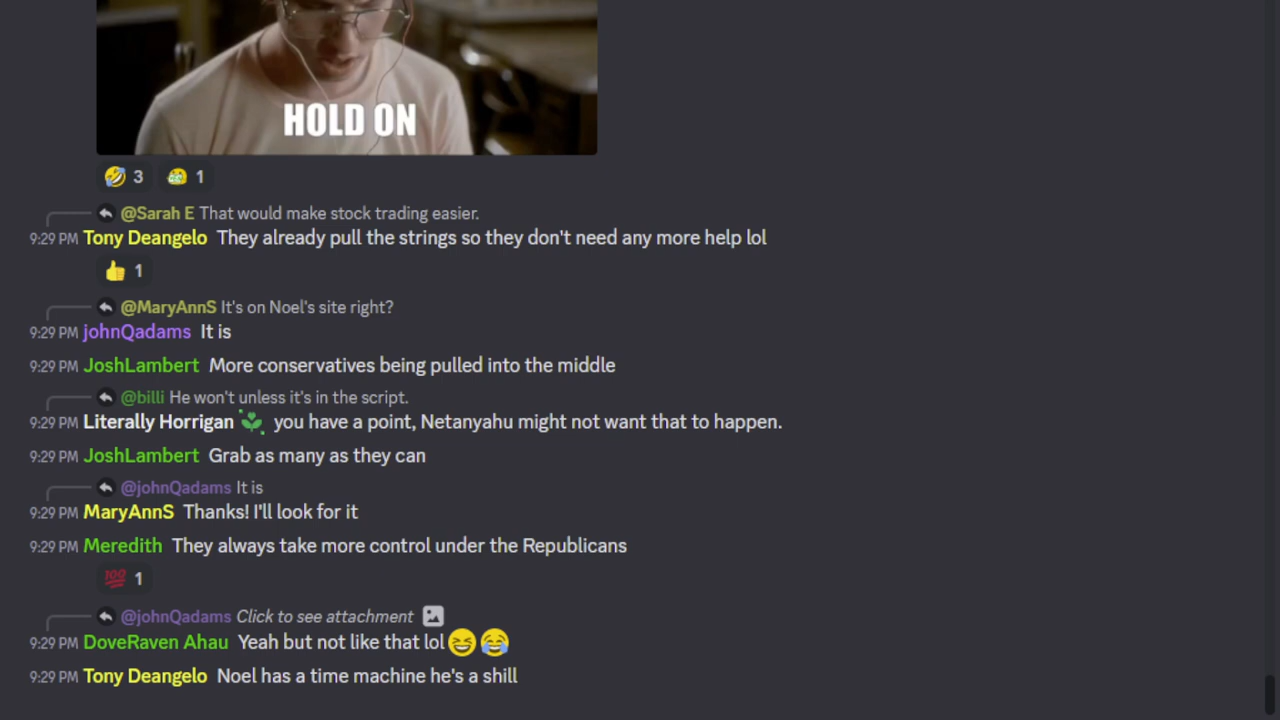 HOLD ON
3 1
@Sarah E That would make stock trading easier.
9:29 PM Tony Deangelo They already pull the strings so they don't need any more help lol
1
@MaryAnnS It's on Noel's site right?
9:29 PM johnQadams It is
9:29 PM JoshLambert More conservatives being pulled into the middle
@billi He won't unless it's in the script.
9:29 PM Literally Horrigan you have a point, Netanyahu might not want that to happen.
9:29 PM JoshLambert Grab as many as they can
@johnQadams It is
9:29 PM MaryAnnS Thanks! I'll look for it
9:29 PM Meredith They always take more control under the Republicans
💯 1
@johnQadams Click to see attachment
9:29 PM DoveRaven Ahau Yeah but not like that lol😆😂
9:29 PM Tony Deangelo Noel has a time machine he's a shill